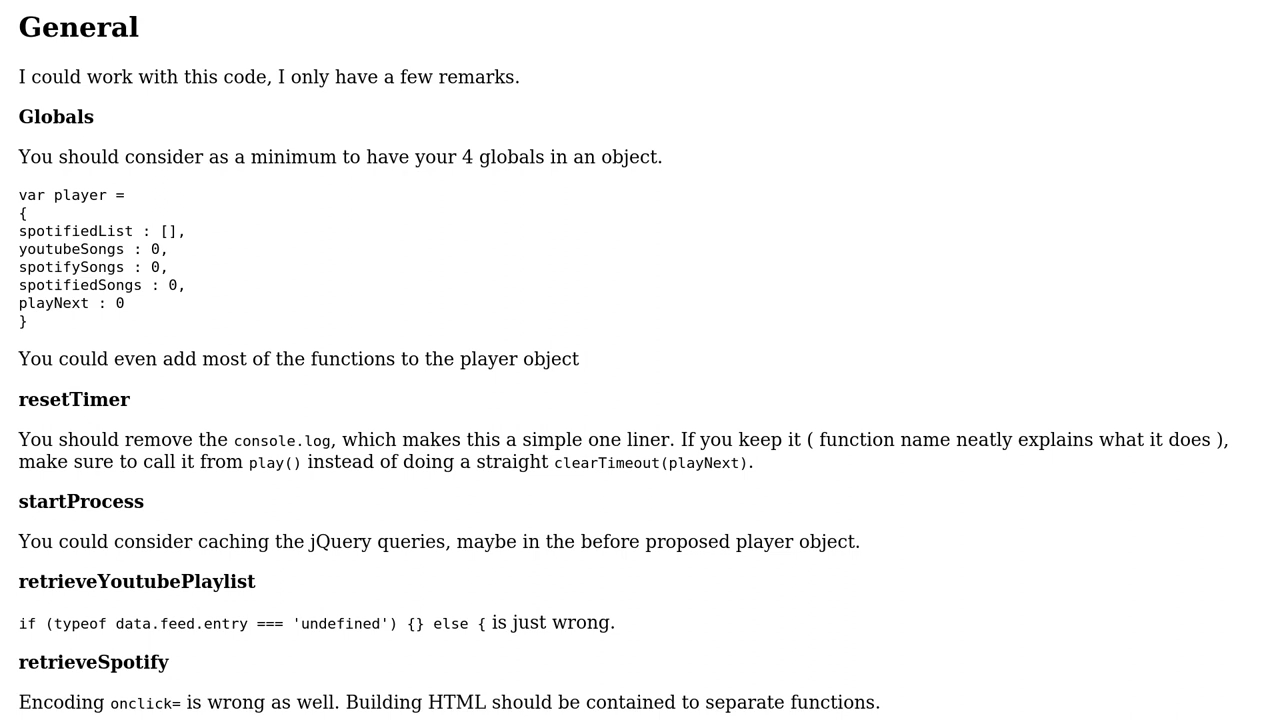 General
I could work with this code, I only have a few remarks.
Globals
You should consider as a minimum to have your 4 globals in an object.
var player =
{
spotifiedList : [],
youtubeSongs : 0,
spotifySongs : 0,
spotifiedSongs : 0,
playNext : 0
}
You could even add most of the functions to the player object
resetTimer
You should remove the console.log, which makes this a simple one liner. If you keep it ( function name neatly explains what it does ),
make sure to call it from play() instead of doing a straight clearTimeout(playNext).
startProcess
You could consider caching the jQuery queries, maybe in the before proposed player object.
retrieveYoutubePlaylist
if (typeof data.feed.entry === 'undefined') {} else { is just wrong.
retrieveSpotify
Encoding onclick= is wrong as well. Building HTML should be contained to separate functions.